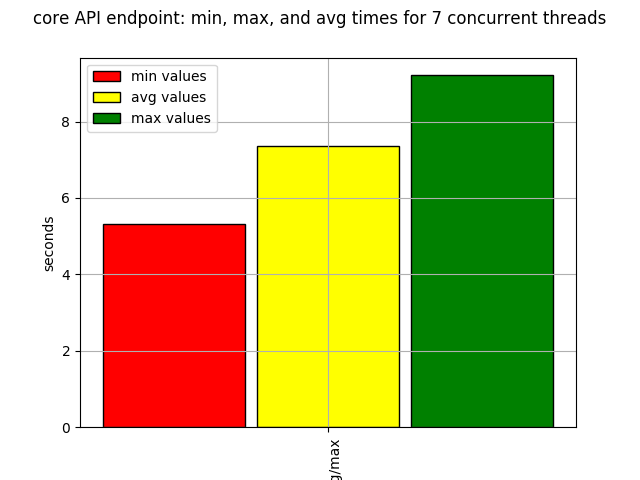 core API endpoint: min, max, and avg times for 7 concurrent threads
min values
avg values
max values
8
6
4
2
0
seconds
g/max